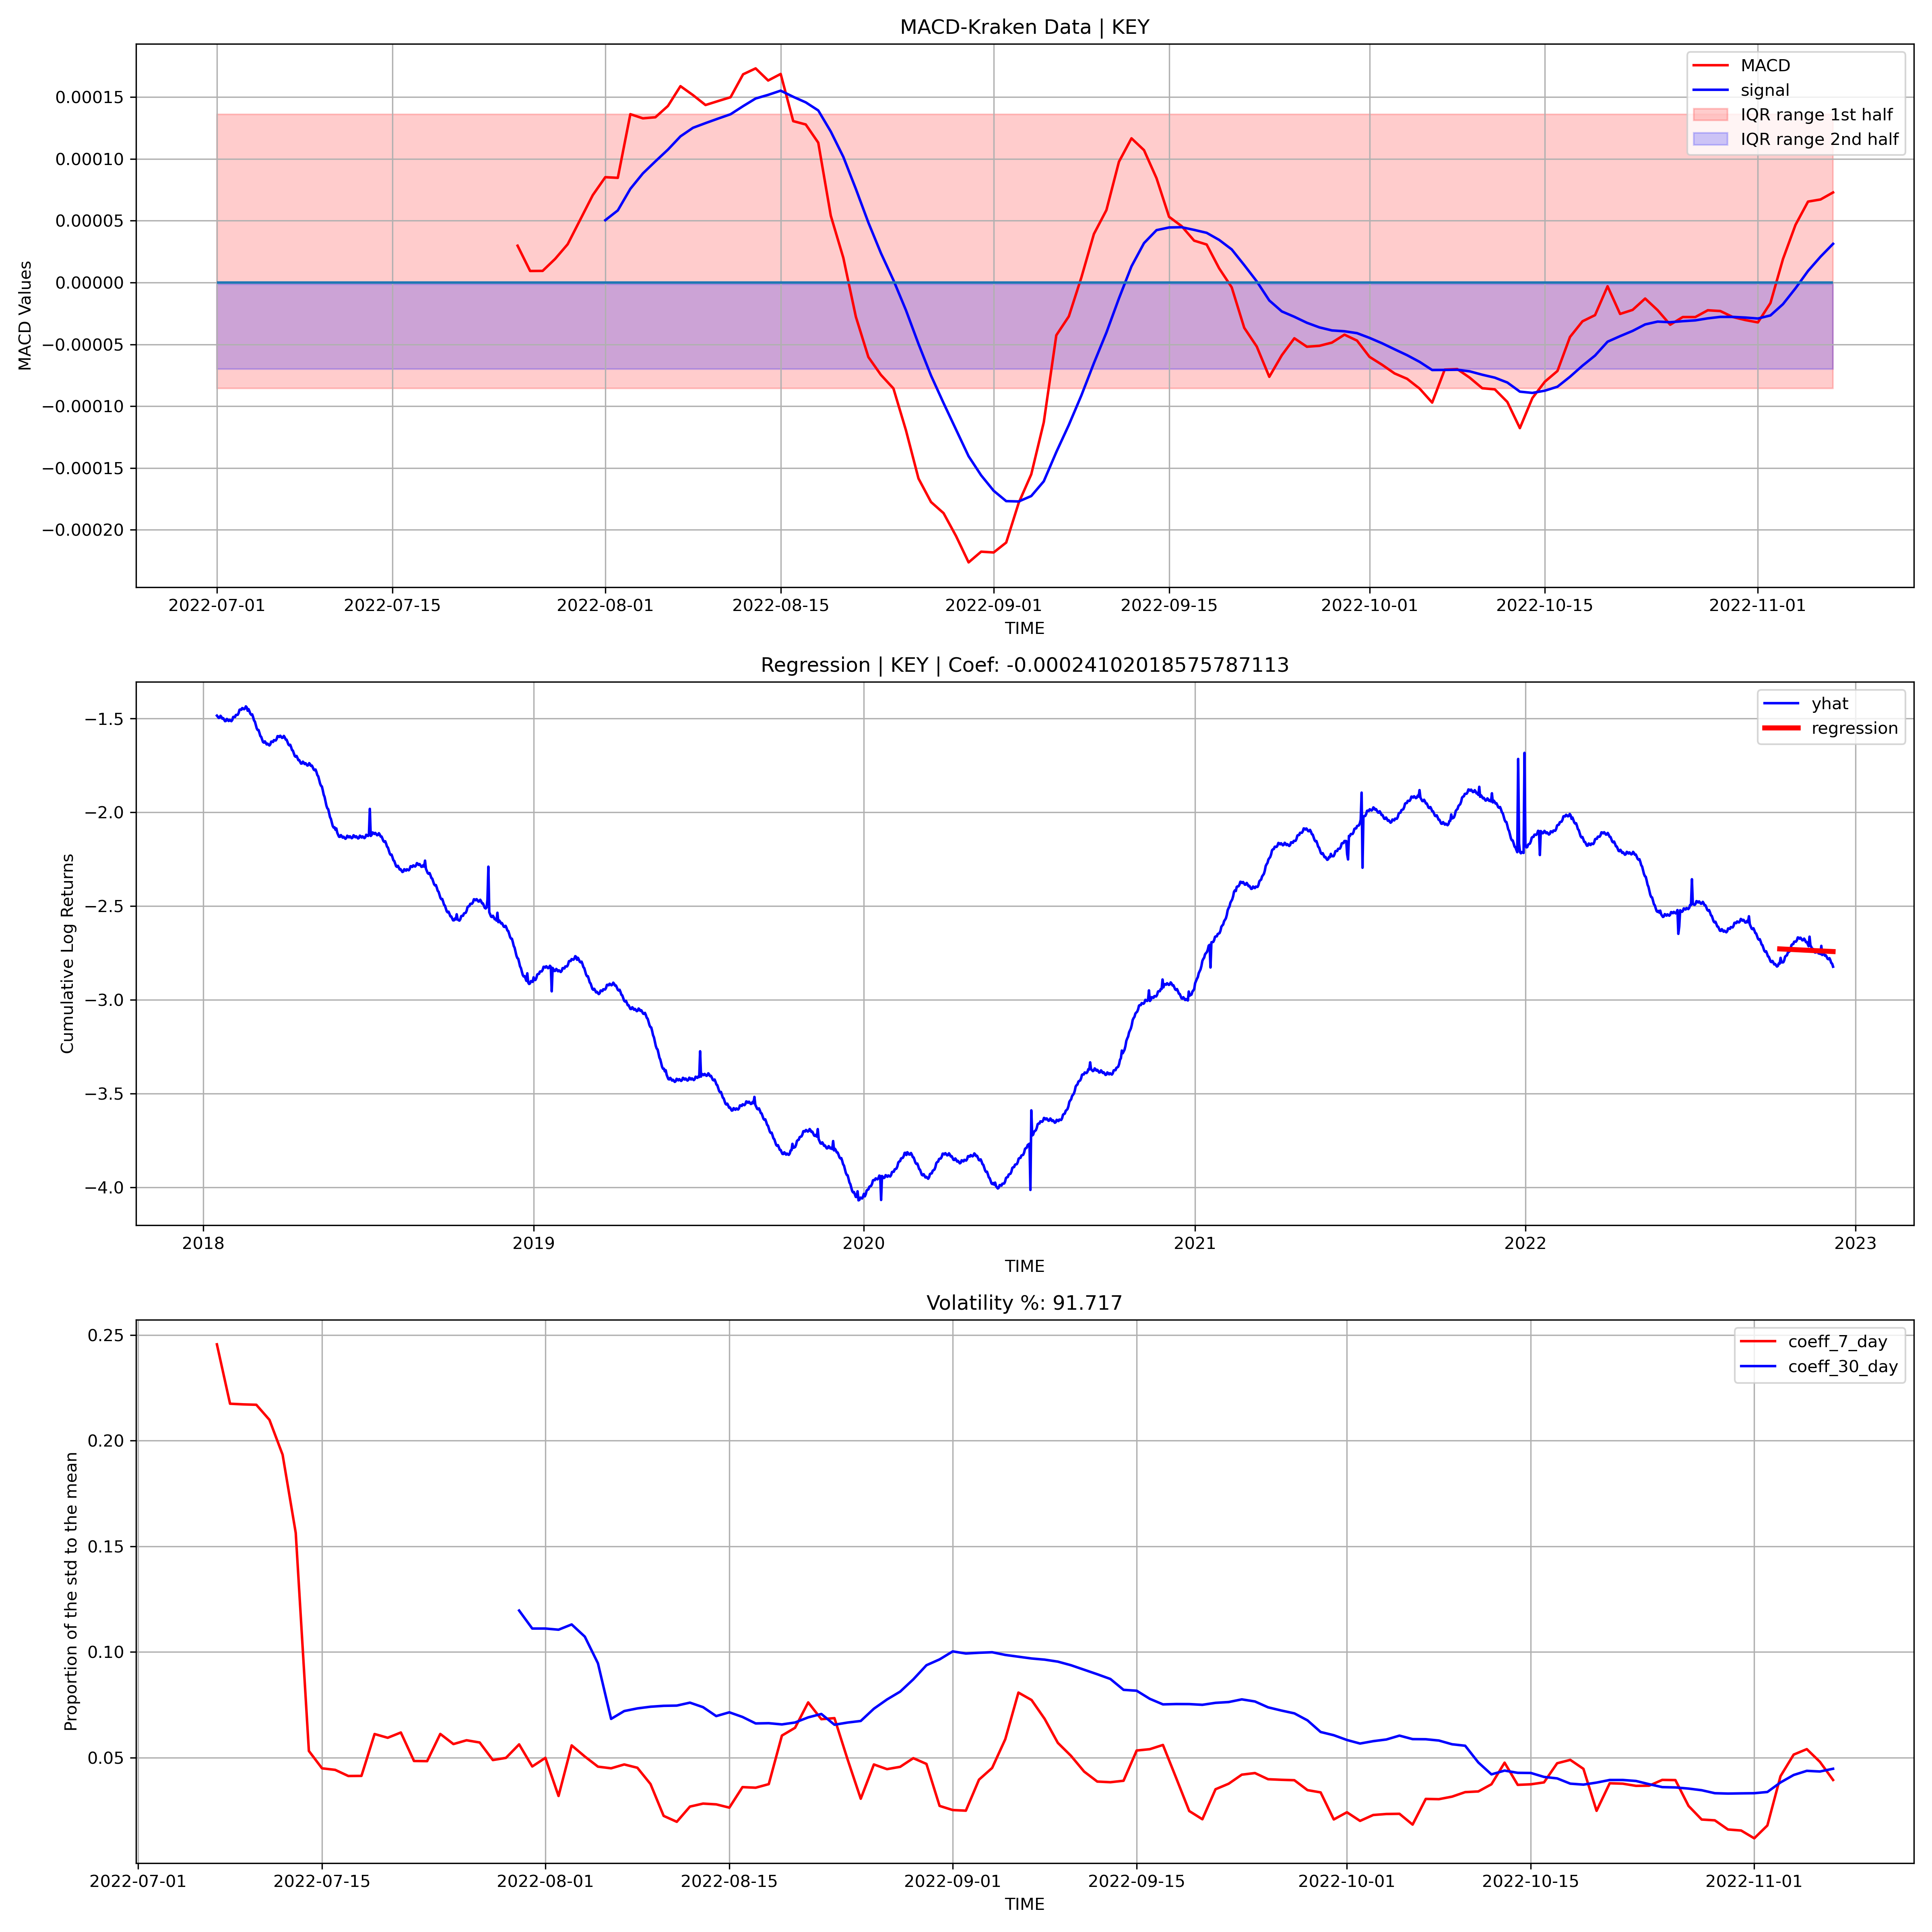 MACD-Kraken Data | KEY
MACD
signal
IQR range 1st half
IQR range 2nd half
MACD Values
0.00015
0.00010
0.00005
0.00000
−0.00005
−0.00010
−0.00015
−0.00020
2022-07-01 2022-07-15 2022-08-01 2022-08-15 2022-09-01 2022-09-15 2022-10-01 2022-10-15 2022-11-01
TIME
Regression | KEY | Coef: -0.00024102018575787113
yhat
regression
Cumulative Log Returns
−1.5
−2.0
−2.5
−3.0
−3.5
−4.0
2018 2019 2020 2021 2022 2023
TIME
Volatility %: 91.717
coeff_7_day
coeff_30_day
Proportion of the std to the mean
0.25
0.20
0.15
0.10
0.05
2022-07-01 2022-07-15 2022-08-01 2022-08-15 2022-09-01 2022-09-15 2022-10-01 2022-10-15 2022-11-01
TIME